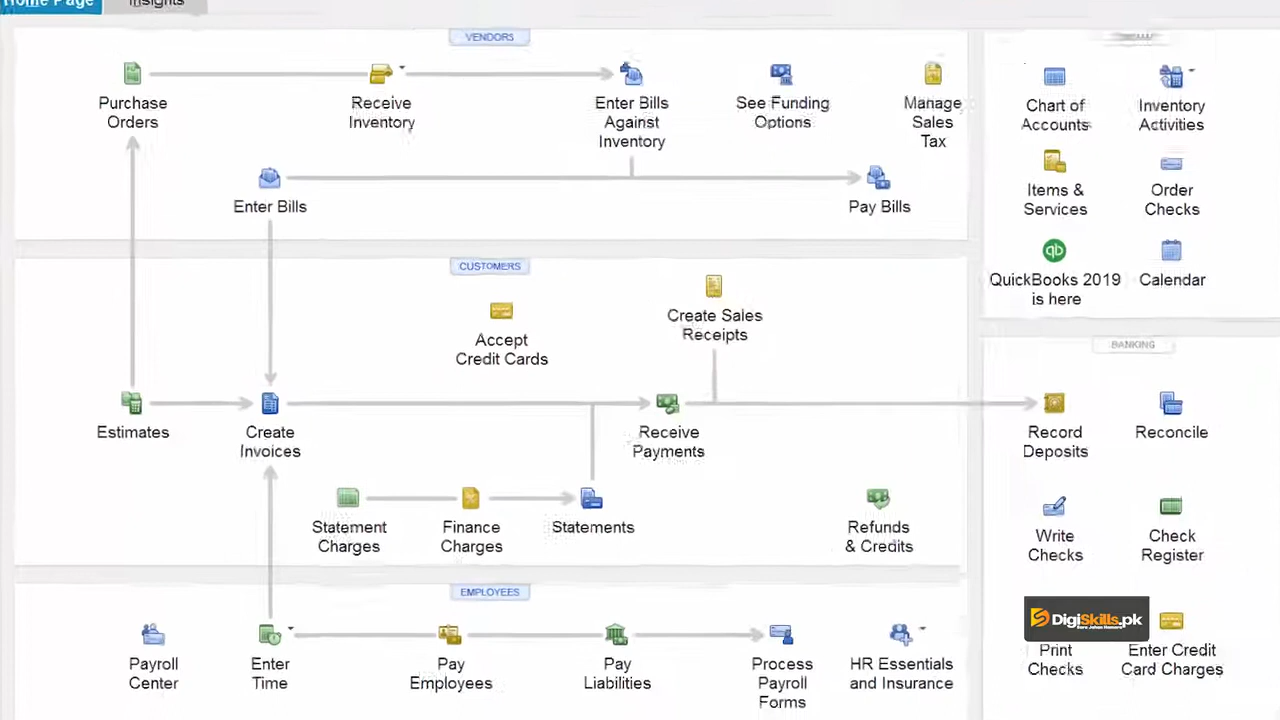 Home Page
Insights
VENDORS
Purchase
Orders
Receive
Inventory
Enter Bills
Against
Inventory
See Funding
Options
Manage
Sales
Tax
Enter Bills
Pay Bills
CUSTOMERS
Accept
Credit Cards
Create Sales
Receipts
Estimates
Create
Invoices
Receive
Payments
Statement
Charges
Finance
Charges
Statements
Refunds
& Credits
EMPLOYEES
Payroll
Center
Enter
Time
Pay
Employees
Pay
Liabilities
Process
Payroll
Forms
HR Essentials
and Insurance
Chart of
Accounts
Inventory
Activities
Items &
Services
Order
Checks
qb
QuickBooks 2019
is here
Calendar
BANKING
Record
Deposits
Reconcile
Write
Checks
Check
Register
DigiSkills.pk
Print
Checks
Enter Credit
Card Charges